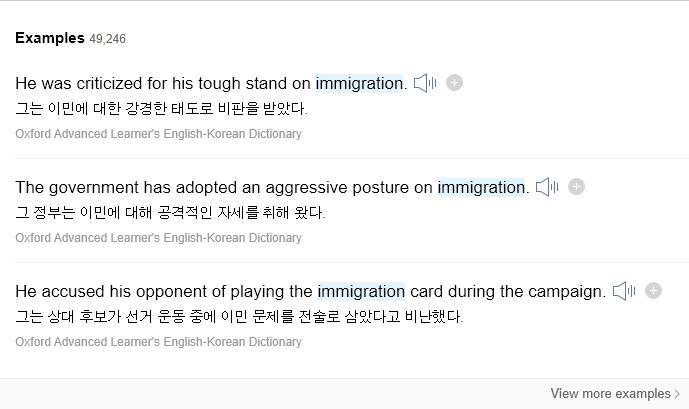 Examples 49,246
He was criticized for his tough stand on immigration.
그는 이민에 대한 강경한 태도로 비판을 받았다.
Oxford Advanced Learner's English-Korean Dictionary
The government has adopted an aggressive posture on immigration.
그 정부는 이민에 대해 공격적인 자세를 취해 왔다.
Oxford Advanced Learner's English-Korean Dictionary
He accused his opponent of playing the immigration card during the campaign.
그는 상대 후보가 선거 운동 중에 이민 문제를 전술로 삼았다고 비난했다.
Oxford Advanced Learner's English-Korean Dictionary
View more examples